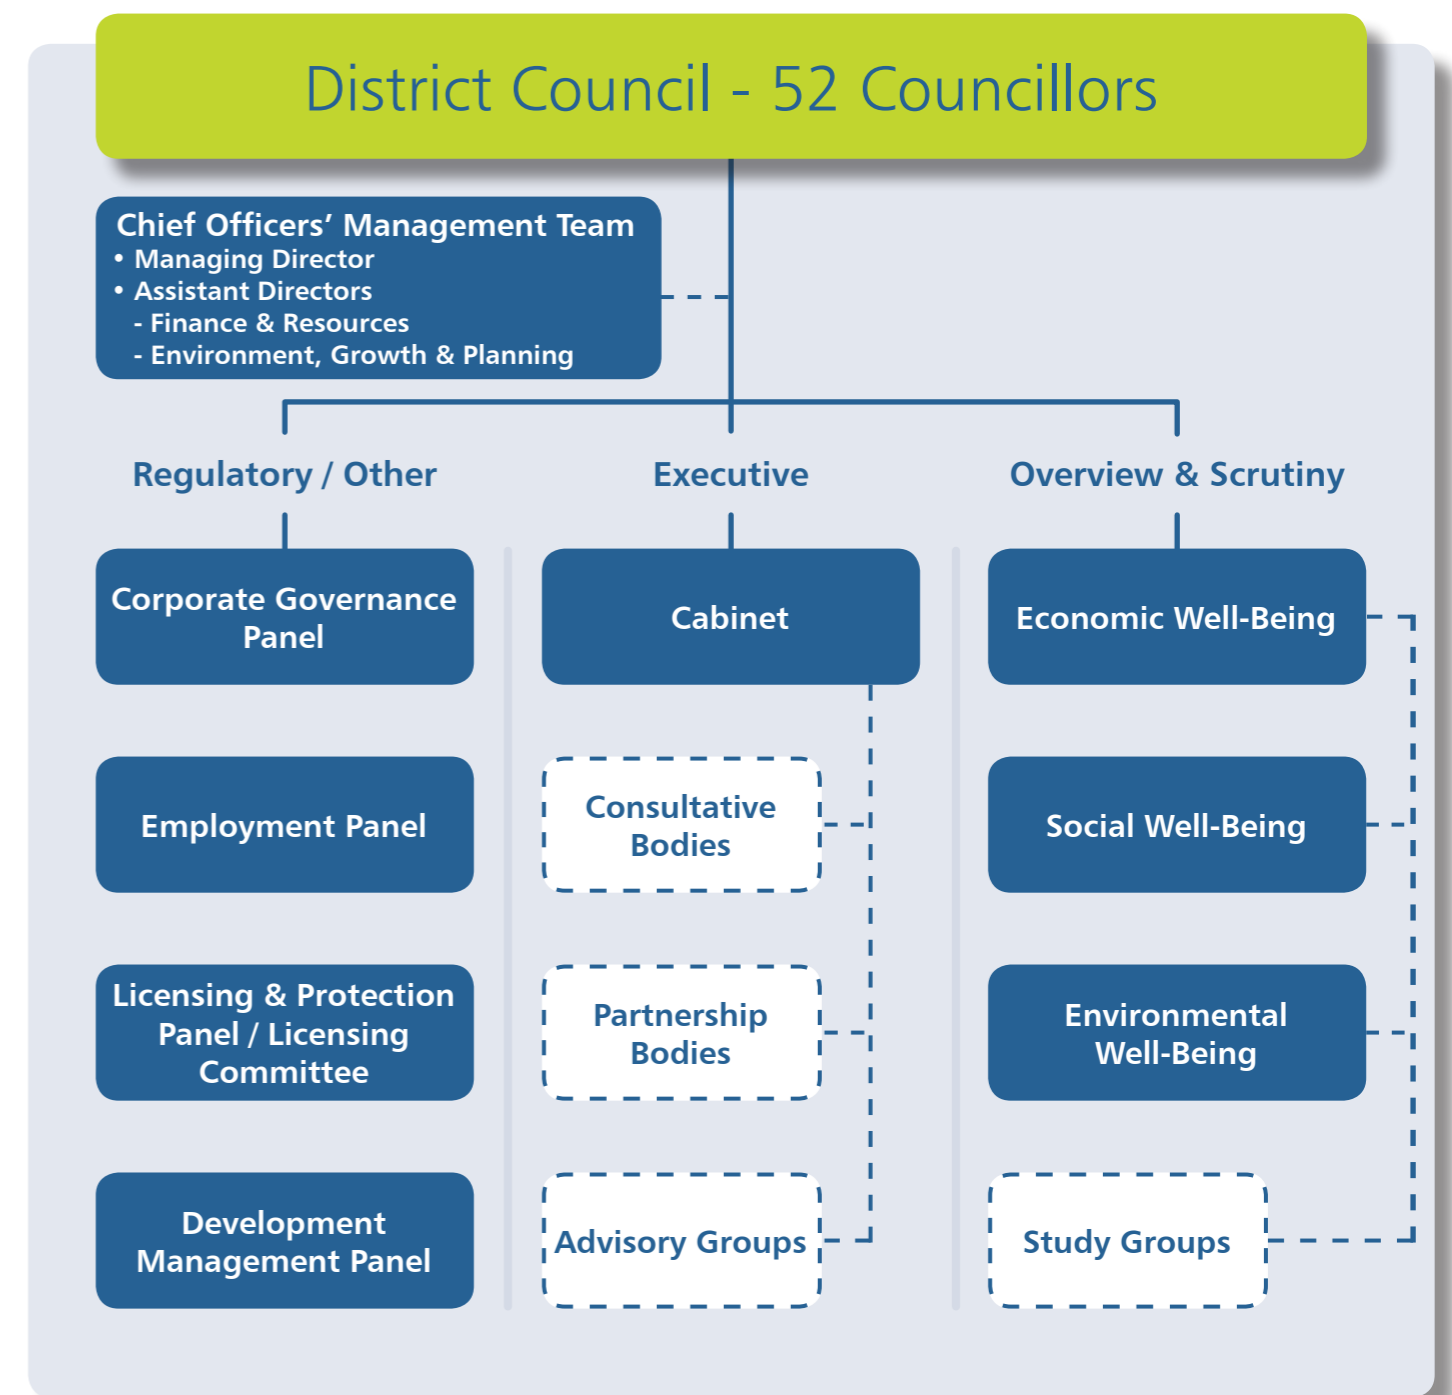 District Council - 52 Councillors
Chief Officers’ Management Team
• Managing Director
• Assistant Directors
- Finance & Resources
- Environment, Growth & Planning
Regulatory / Other
Executive
Overview & Scrutiny
Corporate Governance
Panel
Cabinet
Economic Well-Being
Employment Panel
Consultative
Bodies
Social Well-Being
Licensing & Protection
Panel / Licensing
Committee
Partnership
Bodies
Environmental
Well-Being
Development
Management Panel
Advisory Groups
Study Groups